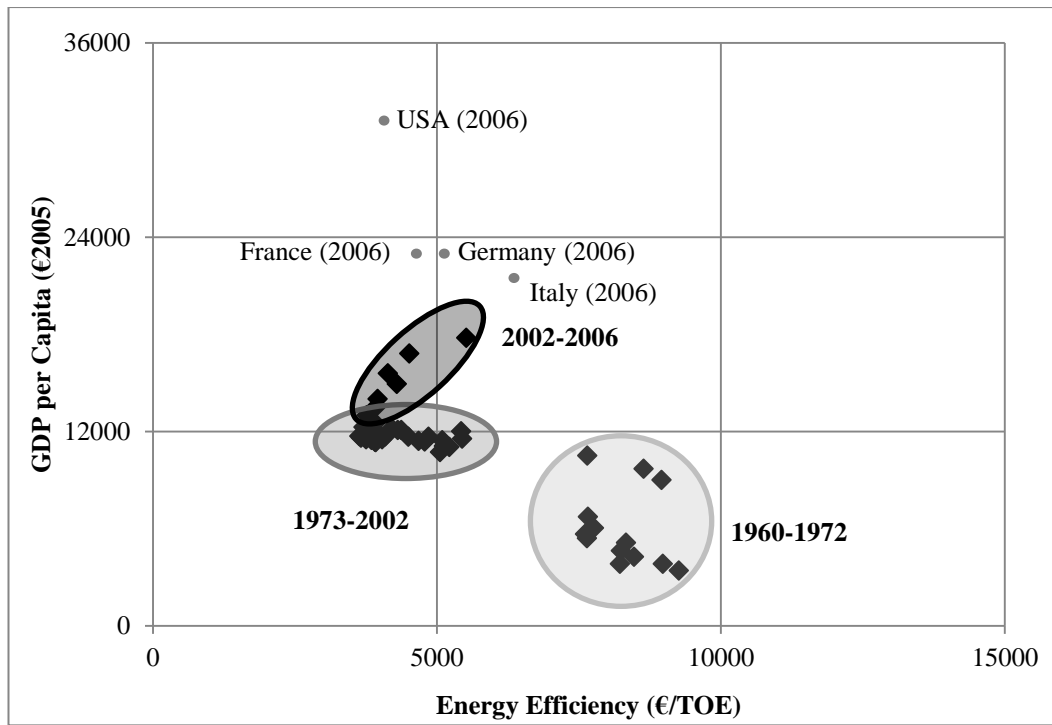 36000
USA (2006)
GDP per Capita (€2005)
24000
France (2006)
Germany (2006)
Italy (2006)
2002-2006
12000
1973-2002
1960-1972
0
0
5000
10000
15000
Energy Efficiency (€/TOE)